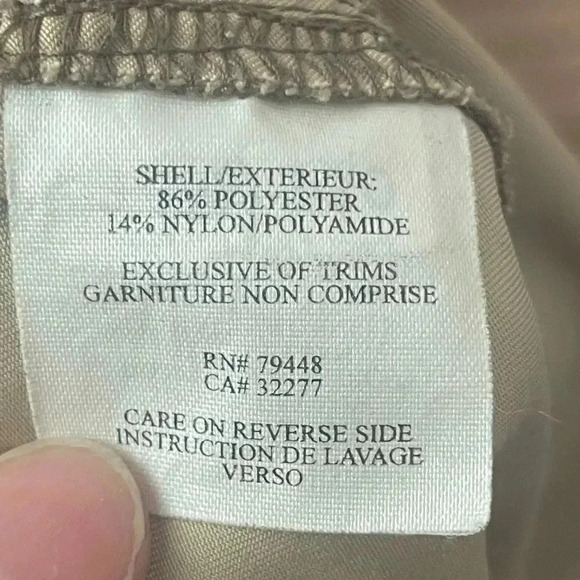 SHELL/EXTERIEUR:
86% POLYESTER
14% NYLON/POLYAMIDE
EXCLUSIVE OF TRIMS
GARNITURE NON COMPRISE
RN# 79448
CA# 32277
CARE ON REVERSE SIDE
INSTRUCTION DE LAVAGE
VERSO